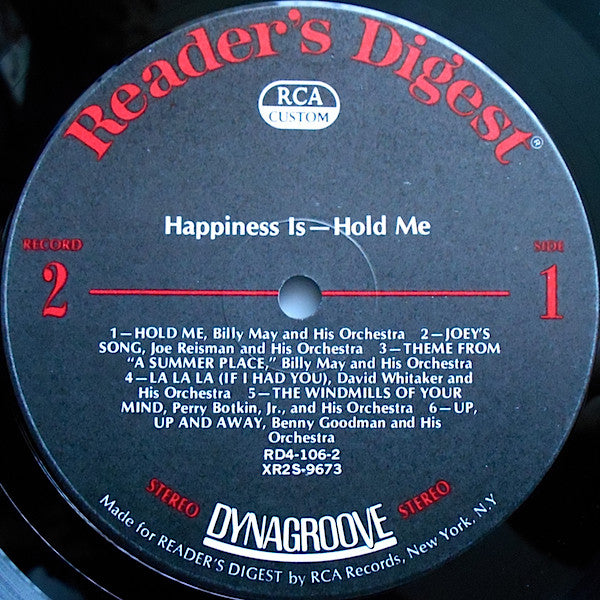 Reader's Digest®
RCA
CUSTOM
Happiness Is—Hold Me
RECORD
2
SIDE
1
1—HOLD ME, Billy May and His Orchestra 2—JOEY'S
SONG, Joe Reisman and His Orchestra 3—THEME FROM
"A SUMMER PLACE," Billy May and His Orchestra
4—LA LA LA (IF I HAD YOU), David Whitaker and
His Orchestra 5—THE WINDMILLS OF YOUR
MIND, Perry Botkin, Jr., and His Orchestra 6—UP,
UP AND AWAY, Benny Goodman and His
Orchestra
RD4-106-2
XR2S-9673
STEREO
DYNAGROOVE
STEREO
Made for READER'S DIGEST by RCA Records, New York, N.Y